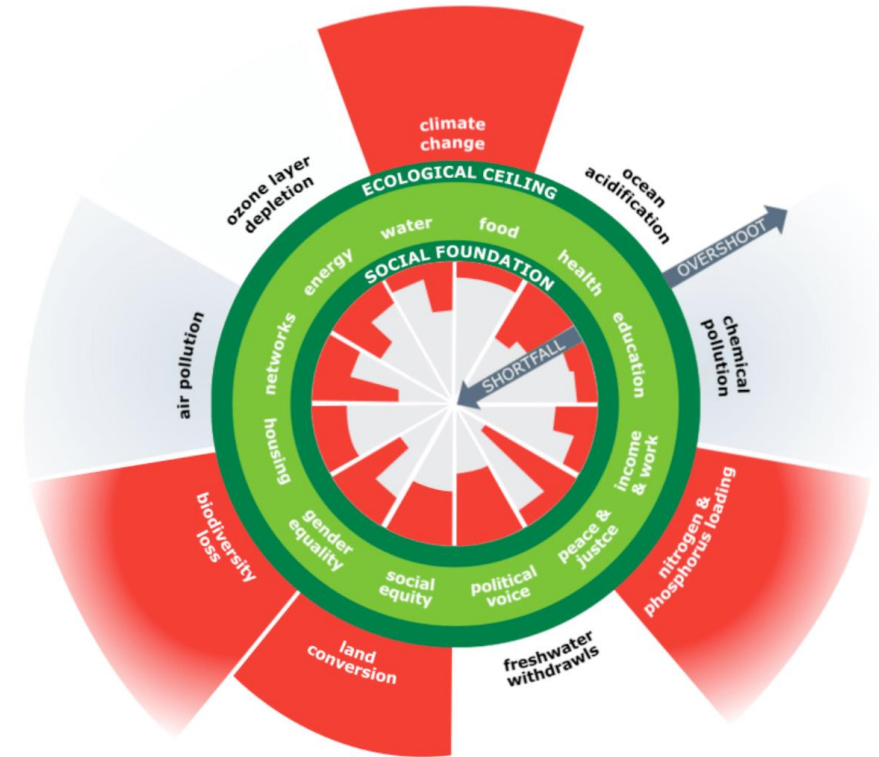 climate
change
ozone layer
depletion
ocean
acidification
ECOLOGICAL CEILING
OVERSHOOT
water
food
energy
health
SOCIAL FOUNDATION
SHORTFALL
networks
education
air pollution
chemical
pollution
housing
income
& work
gender
equality
peace &
justce
social
equity
political
voice
biodiversity
loss
nitrogen &
phosphorus loading
land
conversion
freshwater
withdrawls